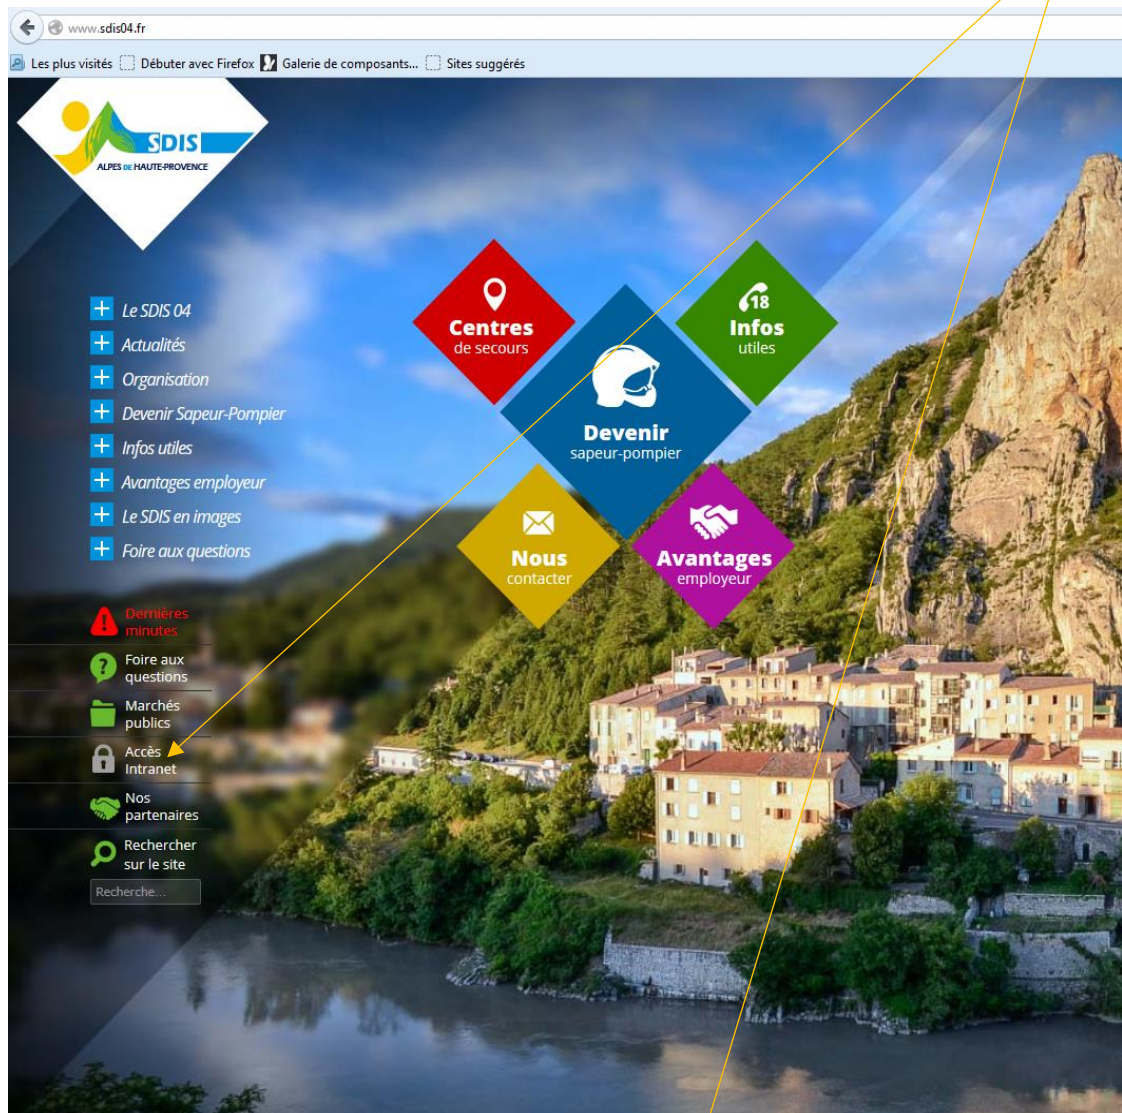 www.sdis04.fr
Les plus visités Débuter avec Firefox Galerie de composants... Sites suggérés
SDIS
ALPES DE HAUTE-PROVENCE
Le SDIS 04
Actualités
Organisation
Devenir Sapeur-Pompier
Infos utiles
Avantages employeur
Le SDIS en images
Foire aux questions
Centres
de secours
18
Infos
utiles
Devenir
sapeur-pompier
Nous
contacter
Avantages
employeur
Dernières
minutes
Foire aux
questions
Marchés
publics
Accès
Intranet
Nos
partenaires
Rechercher
sur le site
Recherche...